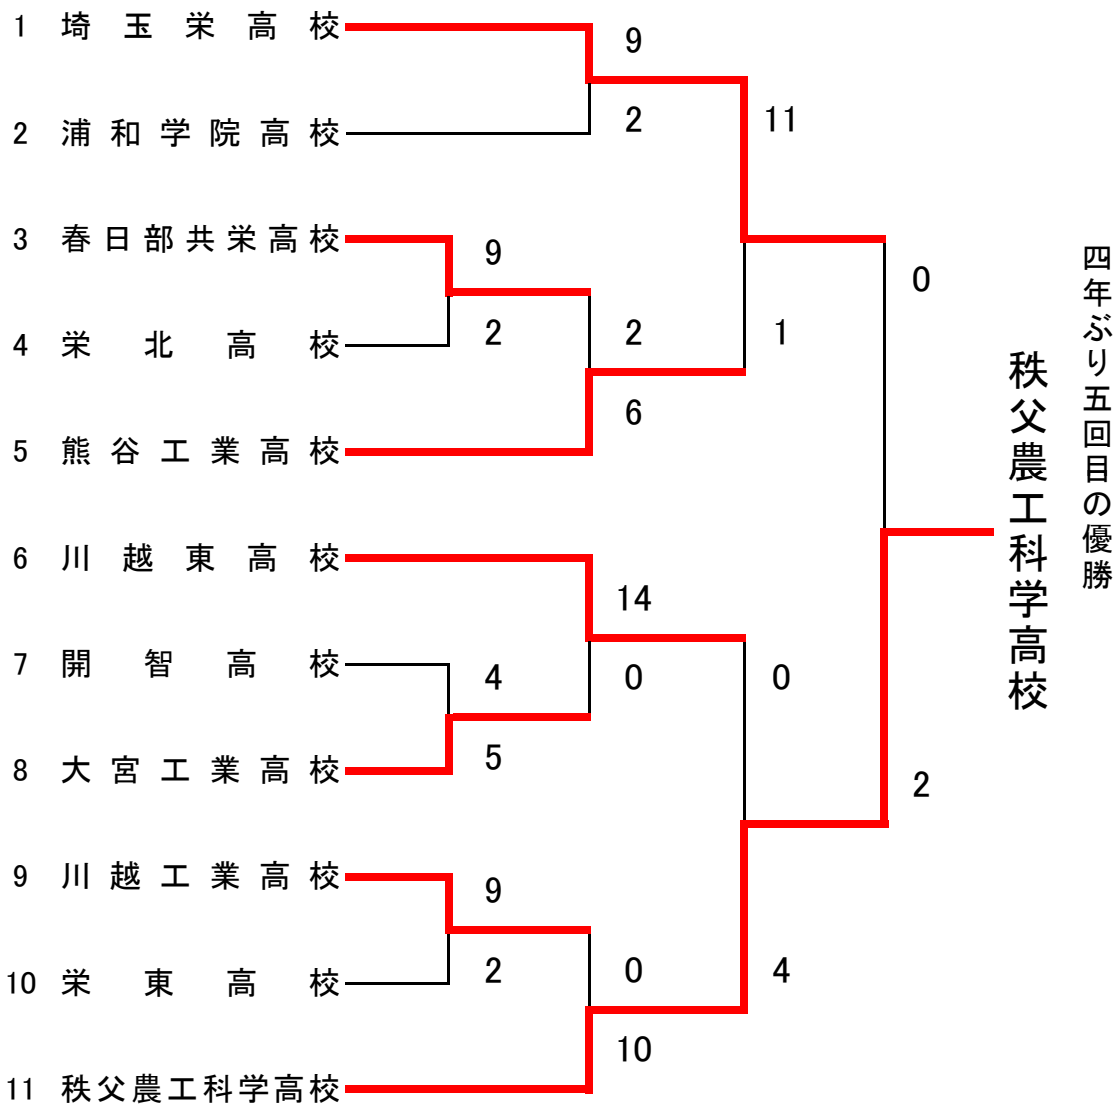 1 埼玉栄高校
9
2 浦和学院高校
2
11
3 春日部共栄高校
9
0
4 栄北高校
2
2
1
6
5 熊谷工業高校
6 川越東高校
14
7 開智高校
4
0
0
8 大宮工業高校
5
2
9 川越工業高校
9
10 栄東高校
2
0
4
10
11 秩父農工科学高校
秩父農工科学高校
四年ぶり五回目の優勝